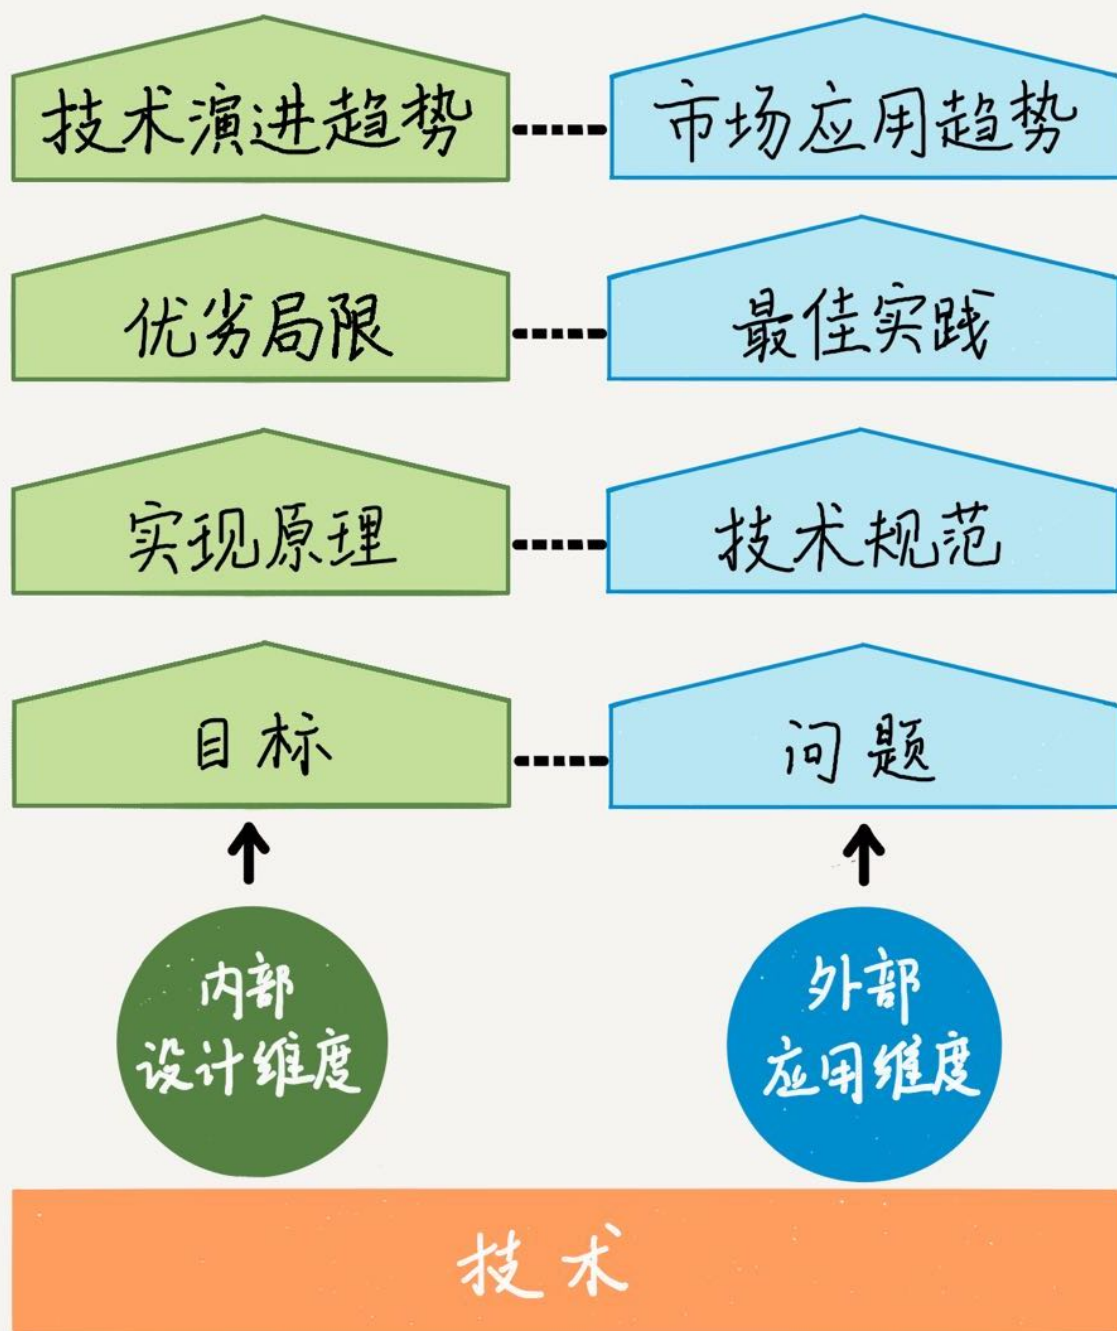 技术演进趋势
市场应用趋势
优劣局限
最佳实践
实现原理
技术规范
目标
问题
内部
设计维度
外部
应用维度
技术